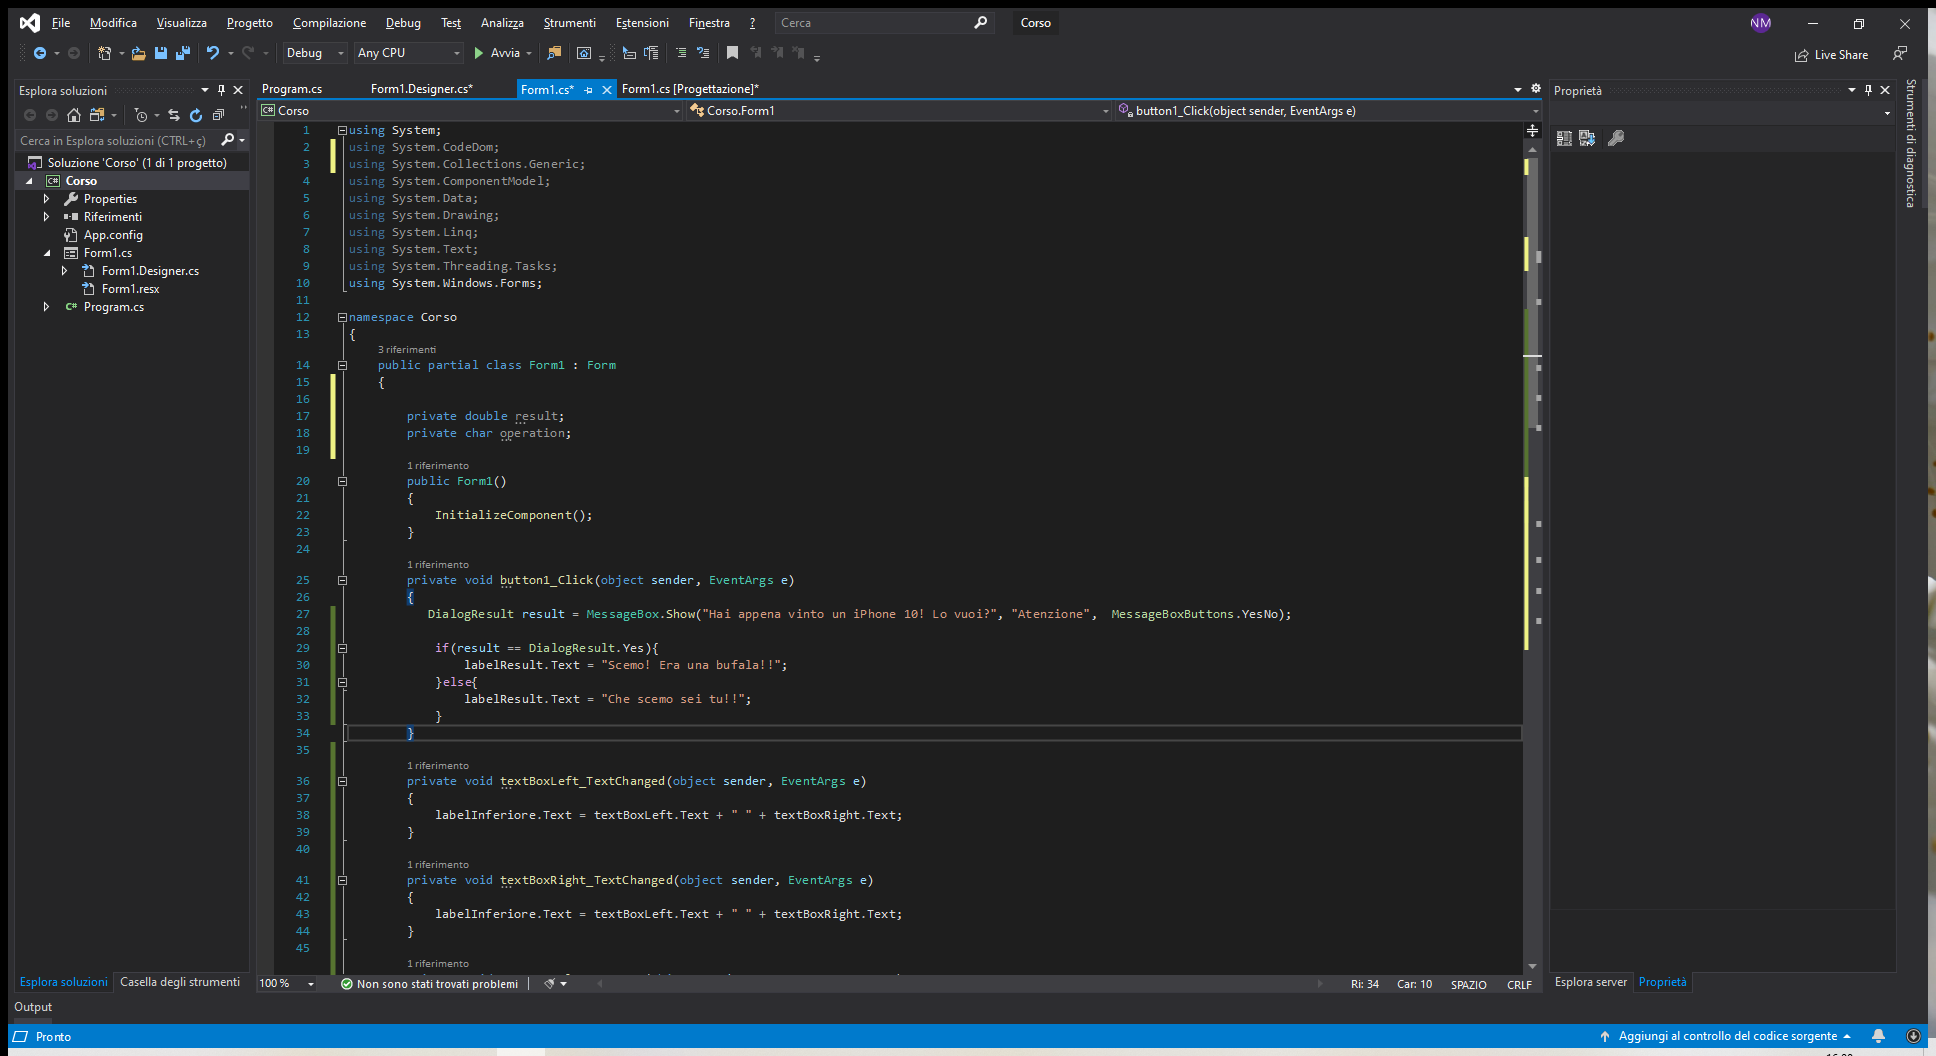 File Modifica Visualizza Progetto Compilazione Debug Test Analizza Strumenti Estensioni Finestra ? Cerca Corso NM
Debug Any CPU Avvia Live Share
Esplora soluzioni
Cerca in Esplora soluzioni (CTRL+ç)
Soluzione 'Corso' (1 di 1 progetto)
C# Corso
Properties
Riferimenti
App.config
Form1.cs
Form1.Designer.cs
Form1.resx
C# Program.cs
Esplora soluzioni Casella degli strumenti
Program.cs Form1.Designer.cs* Form1.cs* Form1.cs [Progettazione]*
C# Corso Corso.Form1 button1_Click(object sender, EventArgs e)
1 using System;
2 using System.CodeDom;
3 using System.Collections.Generic;
4 using System.ComponentModel;
5 using System.Data;
6 using System.Drawing;
7 using System.Linq;
8 using System.Text;
9 using System.Threading.Tasks;
10 using System.Windows.Forms;
11
12 namespace Corso
13 {
3 riferimenti
14 public partial class Form1 : Form
15 {
16
17 private double result;
18 private char operation;
19
1 riferimento
20 public Form1()
21 {
22 InitializeComponent();
23 }
24
1 riferimento
25 private void button1_Click(object sender, EventArgs e)
26 {
27 DialogResult result = MessageBox.Show("Hai appena vinto un iPhone 10! Lo vuoi?", "Atenzione",  MessageBoxButtons.YesNo);
28
29 if(result == DialogResult.Yes){
30 labelResult.Text = "Scemo! Era una bufala!!";
31 }else{
32 labelResult.Text = "Che scemo sei tu!!";
33 }
34 }
35
1 riferimento
36 private void textBoxLeft_TextChanged(object sender, EventArgs e)
37 {
38 labelInferiore.Text = textBoxLeft.Text + " " + textBoxRight.Text;
39 }
40
1 riferimento
41 private void textBoxRight_TextChanged(object sender, EventArgs e)
42 {
43 labelInferiore.Text = textBoxLeft.Text + " " + textBoxRight.Text;
44 }
45
1 riferimento
100 % Non sono stati trovati problemi Ri: 34 Car: 10 SPAZIO CRLF
Proprietà
Esplora server Proprietà
Strumenti di diagnostica
Output
Pronto Aggiungi al controllo del codice sorgente